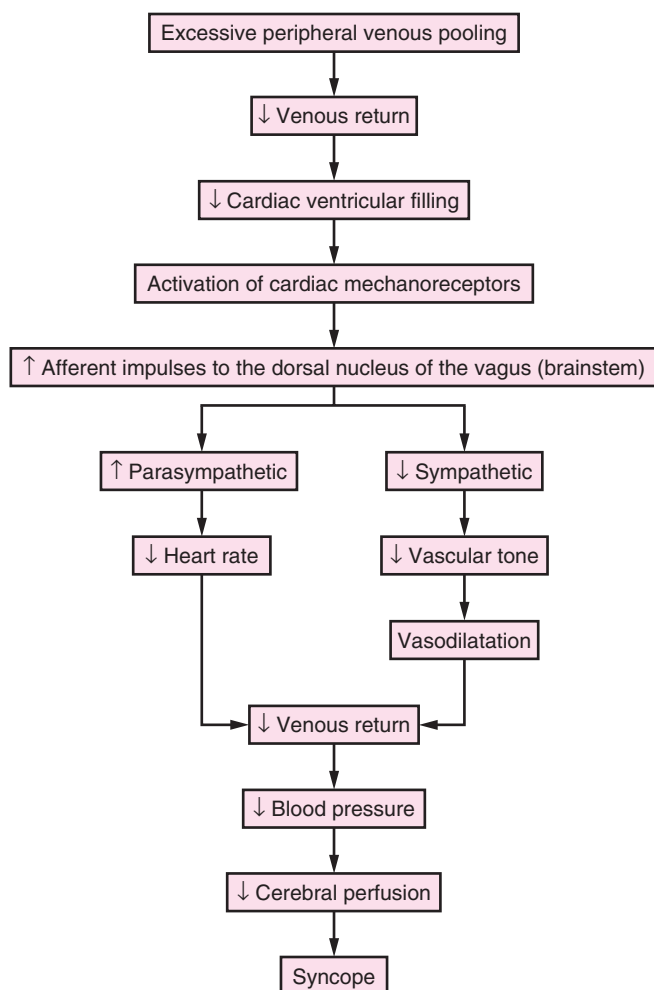 Excessive peripheral venous pooling
↓ Venous return
↓ Cardiac ventricular filling
Activation of cardiac mechanoreceptors
↑ Afferent impulses to the dorsal nucleus of the vagus (brainstem)
↑ Parasympathetic
↓ Sympathetic
↓ Heart rate
↓ Vascular tone
Vasodilatation
↓ Venous return
↓ Blood pressure
↓ Cerebral perfusion
Syncope